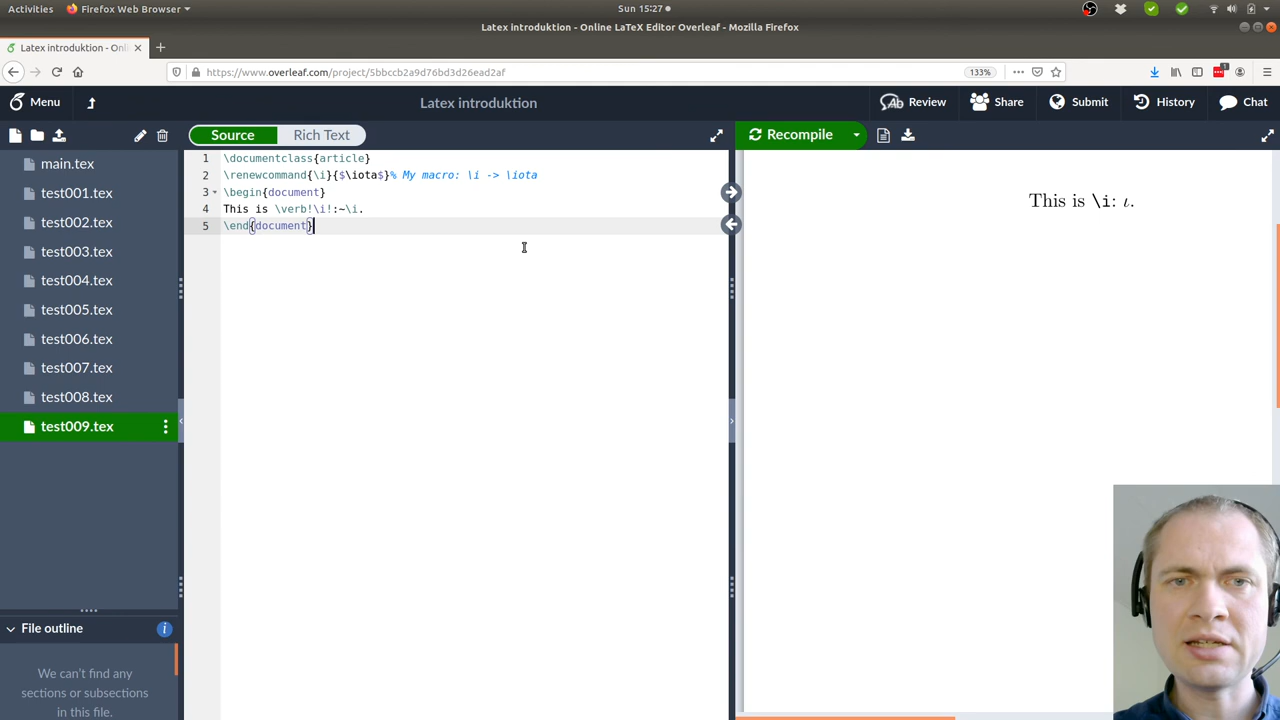 Activities
Firefox Web Browser
Sun 15:27
Latex introduktion - Online LaTeX Editor Overleaf - Mozilla Firefox
Latex introduktion - Onli
https://www.overleaf.com/project/5bbccb2a9d76bd3d26ead2af
133%
1
Menu
Latex introduktion
Ab Review
Share
Submit
History
Chat
Source
Rich Text
Recompile
main.tex
test001.tex
test002.tex
test003.tex
test004.tex
test005.tex
test006.tex
test007.tex
test008.tex
test009.tex
File outline
i
We can't find any
sections or subsections
in this file.
1 \documentclass{article}
2 \renewcommand{\i}{$\iota$}% My macro: \i -> \iota
3 \begin{document}
4 This is \verb!\i!:~\i.
5 \end{document}
This is \i: ι.